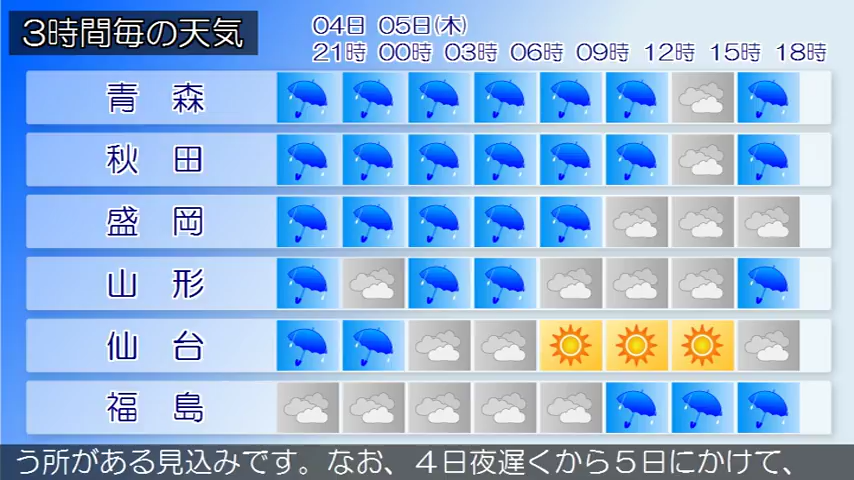 3時間毎の天気
04日 05日(木)
21時 00時 03時 06時 09時 12時 15時 18時
青森
秋田
盛岡
山形
仙台
福島
う所がある見込みです。なお、４日夜遅くから５日にかけて、